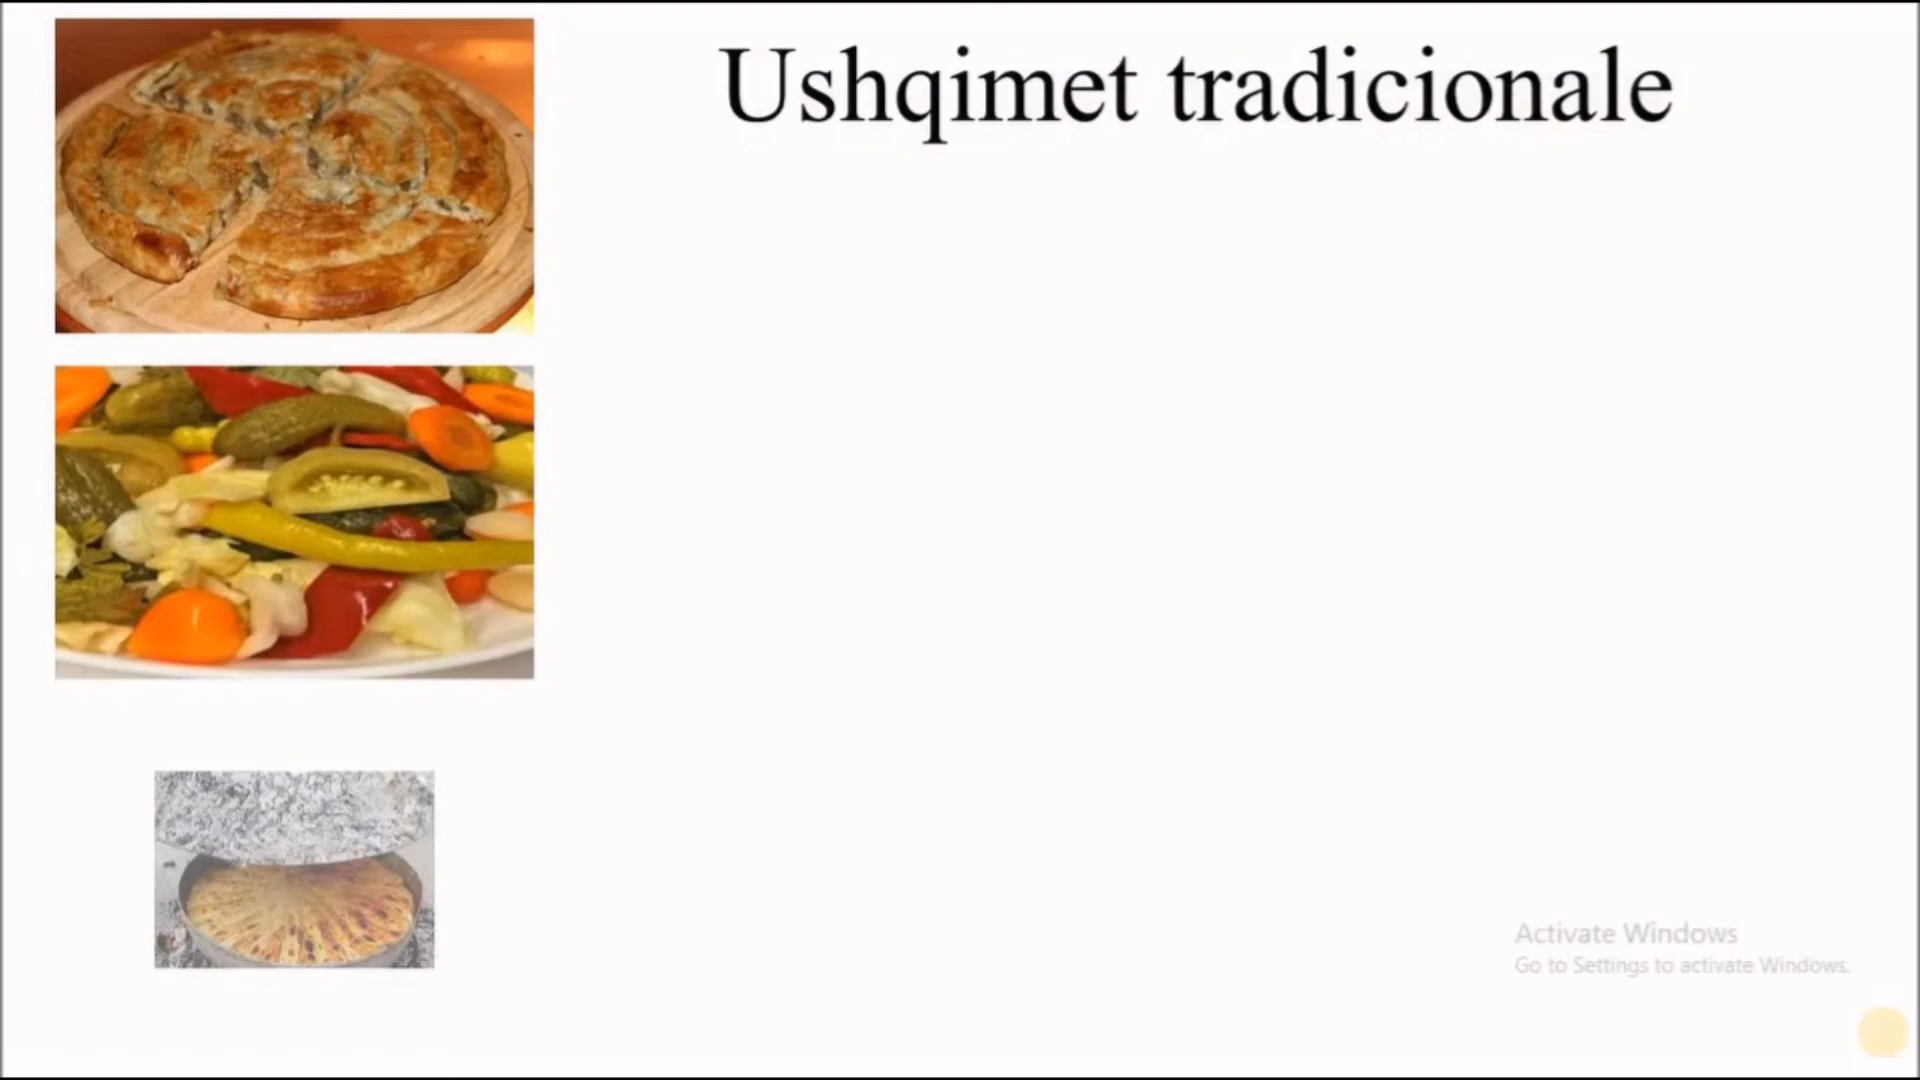 Ushqimet tradicionale
Activate Windows
Go to Settings to activate Windows.